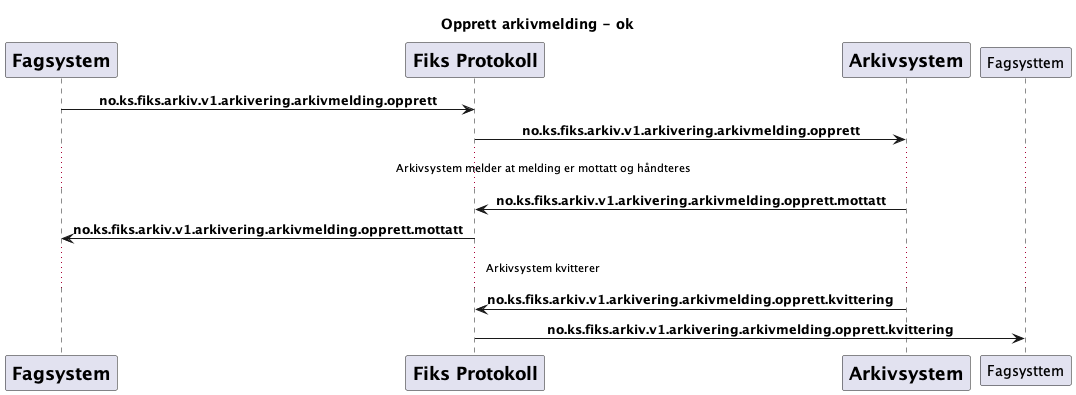 Opprett arkivmelding - ok
Fagsystem Fiks Protokoll Arkivsystem Fagsysttem
no.ks.fiks.arkiv.v1.arkivering.arkivmelding.opprett
no.ks.fiks.arkiv.v1.arkivering.arkivmelding.opprett
Arkivsystem melder at melding er mottatt og håndteres
no.ks.fiks.arkiv.v1.arkivering.arkivmelding.opprett.mottatt
no.ks.fiks.arkiv.v1.arkivering.arkivmelding.opprett.mottatt
Arkivsystem kvitterer
no.ks.fiks.arkiv.v1.arkivering.arkivmelding.opprett.kvittering
no.ks.fiks.arkiv.v1.arkivering.arkivmelding.opprett.kvittering
Fagsystem Fiks Protokoll Arkivsystem Fagsysttem